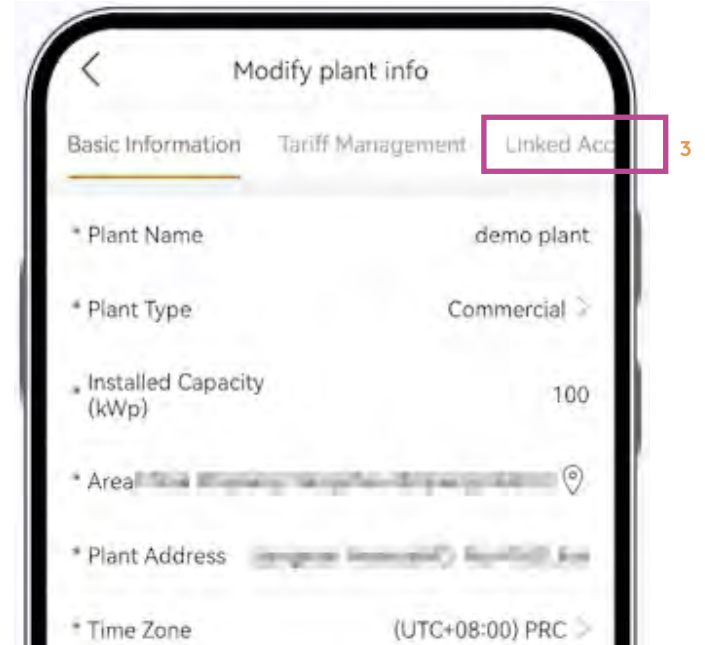 Modify plant info
Basic Information Tariff Management Linked Acc
3
* Plant Name demo plant
* Plant Type Commercial >
* Installed Capacity
(kWp) 100
* Area
* Plant Address
* Time Zone (UTC+08:00) PRC >